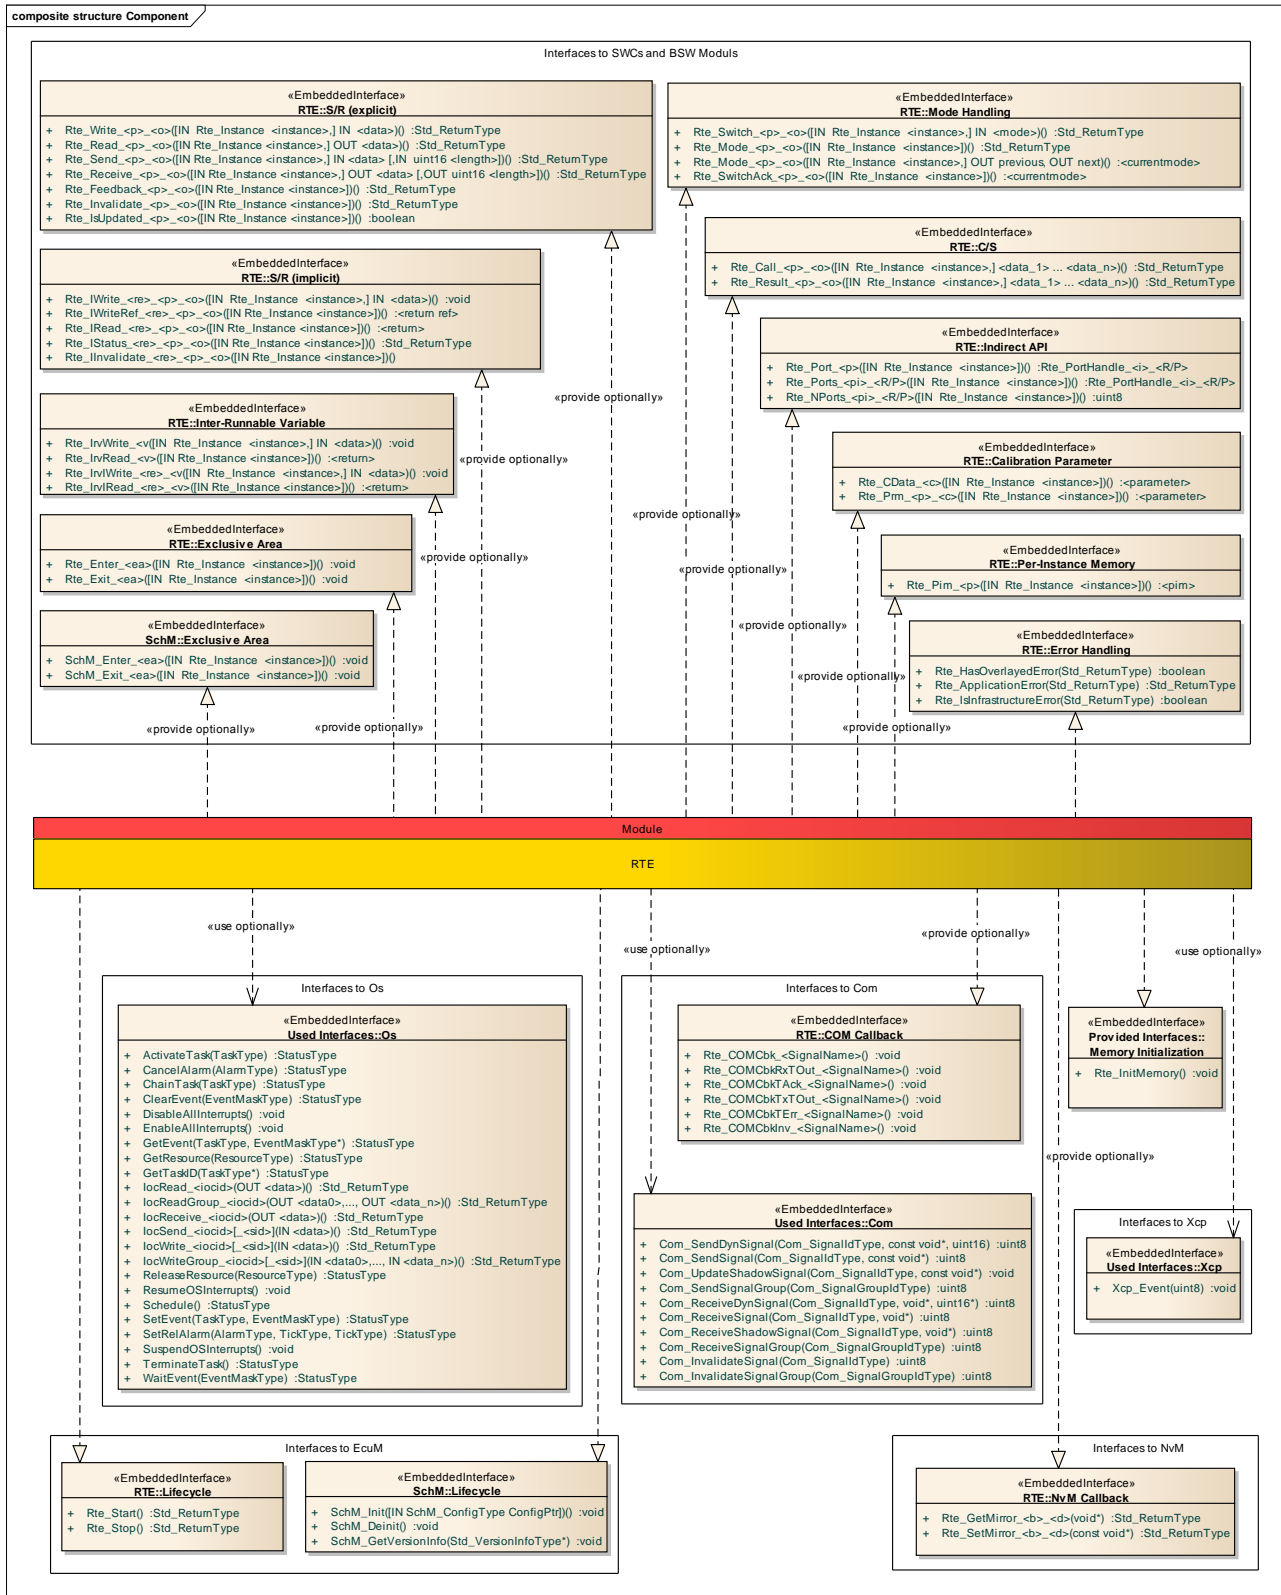 composite structure Component
Interfaces to SWCs and BSW Moduls
«EmbeddedInterface»
RTE::S/R (explicit)
+ Rte_Write_<p>_<o>([IN Rte_Instance <instance>,] IN <data>)() :Std_ReturnType
+ Rte_Read_<p>_<o>([IN Rte_Instance <instance>,] OUT <data>)() :Std_ReturnType
+ Rte_Send_<p>_<o>([IN Rte_Instance <instance>,] IN <data> [,IN uint16 <length>])() :Std_ReturnType
+ Rte_Receive_<p>_<o>([IN Rte_Instance <instance>,] OUT <data> [,OUT uint16 <length>])() :Std_ReturnType
+ Rte_Feedback_<p>_<o>([IN Rte_Instance <instance>])() :Std_ReturnType
+ Rte_Invalidate_<p>_<o>([IN Rte_Instance <instance>])() :Std_ReturnType
+ Rte_IsUpdated_<p>_<o>([IN Rte_Instance <instance>])() :boolean
«EmbeddedInterface»
RTE::Mode Handling
+ Rte_Switch_<p>_<o>([IN Rte_Instance <instance>,] IN <mode>)() :Std_ReturnType
+ Rte_Mode_<p>_<o>([IN Rte_Instance <instance>,])() :Std_ReturnType
+ Rte_Mode_<p>_<o>([IN Rte_Instance <instance>,] OUT previous, OUT next)() :<currentmode>
+ Rte_SwitchAck_<p>_<o>([IN Rte_Instance <instance>])() :<currentmode>
«EmbeddedInterface»
RTE::C/S
+ Rte_Call_<p>_<o>([IN Rte_Instance <instance>,] <data_1> ... <data_n>)() :Std_ReturnType
+ Rte_Result_<p>_<o>([IN Rte_Instance <instance>,] <data_1> ... <data_n>)() :Std_ReturnType
«EmbeddedInterface»
RTE::S/R (implicit)
+ Rte_IWrite_<re>_<p>_<o>([IN Rte_Instance <instance>,] IN <data>)() :void
+ Rte_IWriteRef_<re>_<p>_<o>([IN Rte_Instance <instance>])() :<return ref>
+ Rte_IRead_<re>_<p>_<o>([IN Rte_Instance <instance>])() :<return>
+ Rte_IStatus_<re>_<p>_<o>([IN Rte_Instance <instance>])() :Std_ReturnType
+ Rte_IInvalidate_<re>_<p>_<o>([IN Rte_Instance <instance>])()
«EmbeddedInterface»
RTE::Indirect API
+ Rte_Port_<p>([IN Rte_Instance <instance>])() :Rte_PortHandle_<i>_<R/P>
+ Rte_Ports_<pi>_<R/P>([IN Rte_Instance <instance>])() :Rte_PortHandle_<i>_<R/P>
+ Rte_NPorts_<pi>_<R/P>([IN Rte_Instance <instance>])() :uint8
«provide optionally»
«EmbeddedInterface»
RTE::Inter-Runnable Variable
+ Rte_IrvWrite_<v([IN Rte_Instance <instance>,] IN <data>)() :void
+ Rte_IrvRead_<v>([IN Rte_Instance <instance>])() :<return>
+ Rte_IrvIWrite_<re>_<v([IN Rte_Instance <instance>,] IN <data>)() :void
+ Rte_IrvIRead_<re>_<v>([IN Rte_Instance <instance>])() :<return>
«provide optionally»
«EmbeddedInterface»
RTE::Calibration Parameter
+ Rte_CData_<c>([IN Rte_Instance <instance>])() :<parameter>
+ Rte_Prm_<p>_<c>([IN Rte_Instance <instance>])() :<parameter>
«provide optionally»
«EmbeddedInterface»
RTE::Exclusive Area
+ Rte_Enter_<ea>([IN Rte_Instance <instance>])() :void
+ Rte_Exit_<ea>([IN Rte_Instance <instance>])() :void
«provide optionally»
«provide optionally»
«EmbeddedInterface»
RTE::Per-Instance Memory
+ Rte_Pim_<p>([IN Rte_Instance <instance>])() :<pim>
«EmbeddedInterface»
SchM::Exclusive Area
+ SchM_Enter_<ea>([IN Rte_Instance <instance>])() :void
+ SchM_Exit_<ea>([IN Rte_Instance <instance>])() :void
«provide optionally»
«EmbeddedInterface»
RTE::Error Handling
+ Rte_HasOverlayedError(Std_ReturnType) :boolean
+ Rte_ApplicationError(Std_ReturnType) :Std_ReturnType
+ Rte_IsInfrastructureError(Std_ReturnType) :boolean
«provide optionally»
«provide optionally»
«provide optionally»
«provide optionally»
Module
RTE
«use optionally»
«use optionally»
«provide optionally»
«use optionally»
Interfaces to Os
«EmbeddedInterface»
Used Interfaces::Os
+ ActivateTask(TaskType) :StatusType
+ CancelAlarm(AlarmType) :StatusType
+ ChainTask(TaskType) :StatusType
+ ClearEvent(EventMaskType) :StatusType
+ DisableAllInterrupts() :void
+ EnableAllInterrupts() :void
+ GetEvent(TaskType, EventMaskType*) :StatusType
+ GetResource(ResourceType) :StatusType
+ GetTaskID(TaskType*) :StatusType
+ IocRead_<iocid>(OUT <data>)() :Std_ReturnType
+ IocReadGroup_<iocid>(OUT <data0>,..., OUT <data_n>)() :Std_ReturnType
+ IocReceive_<iocid>(OUT <data>)() :Std_ReturnType
+ IocSend_<iocid>[_<sid>](IN <data>)() :Std_ReturnType
+ IocWrite_<iocid>[_<sid>](IN <data>)() :Std_ReturnType
+ IocWriteGroup_<iocid>[_<sid>](IN <data0>,..., IN <data_n>)() :Std_ReturnType
+ ReleaseResource(ResourceType) :StatusType
+ ResumeOSInterrupts() :void
+ Schedule() :StatusType
+ SetEvent(TaskType, EventMaskType) :StatusType
+ SetRelAlarm(AlarmType, TickType, TickType) :StatusType
+ SuspendOSInterrupts() :void
+ TerminateTask() :StatusType
+ WaitEvent(EventMaskType) :StatusType
Interfaces to Com
«EmbeddedInterface»
RTE::COM Callback
+ Rte_COMCbk_<SignalName>() :void
+ Rte_COMCbkRxTOut_<SignalName>() :void
+ Rte_COMCbkTAck_<SignalName>() :void
+ Rte_COMCbkTxTOut_<SignalName>() :void
+ Rte_COMCbkTErr_<SignalName>() :void
+ Rte_COMCbkInv_<SignalName>() :void
«EmbeddedInterface»
Provided Interfaces::
Memory Initialization
+ Rte_InitMemory() :void
«provide optionally»
«EmbeddedInterface»
Used Interfaces::Com
+ Com_SendDynSignal(Com_SignalIdType, const void*, uint16) :uint8
+ Com_SendSignal(Com_SignalIdType, const void*) :uint8
+ Com_UpdateShadowSignal(Com_SignalIdType, const void*) :void
+ Com_SendSignalGroup(Com_SignalGroupIdType) :uint8
+ Com_ReceiveDynSignal(Com_SignalIdType, void*, uint16*) :uint8
+ Com_ReceiveSignal(Com_SignalIdType, void*) :uint8
+ Com_ReceiveShadowSignal(Com_SignalIdType, void*) :uint8
+ Com_ReceiveSignalGroup(Com_SignalGroupIdType) :uint8
+ Com_InvalidateSignal(Com_SignalIdType) :uint8
+ Com_InvalidateSignalGroup(Com_SignalGroupIdType) :uint8
Interfaces to Xcp
«EmbeddedInterface»
Used Interfaces::Xcp
+ Xcp_Event(uint8) :void
Interfaces to EcuM
«EmbeddedInterface»
RTE::Lifecycle
+ Rte_Start() :Std_ReturnType
+ Rte_Stop() :Std_ReturnType
«EmbeddedInterface»
SchM::Lifecycle
+ SchM_Init([IN SchM_ConfigType ConfigPtr])() :void
+ SchM_Deinit() :void
+ SchM_GetVersionInfo(Std_VersionInfoType*) :void
Interfaces to NvM
«EmbeddedInterface»
RTE::NvM Callback
+ Rte_GetMirror_<b>_<d>(void*) :Std_ReturnType
+ Rte_SetMirror_<b>_<d>(const void*) :Std_ReturnType